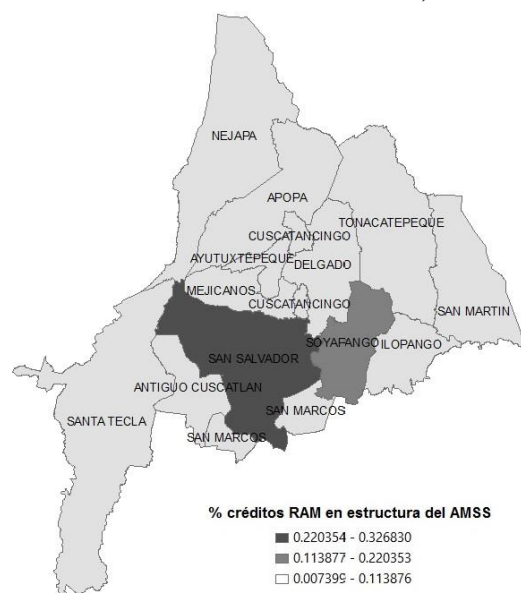 NEJAPA
APOPA
TONACATEPEQUE
CUSCATANCINGO
AYUTUXTEPEQUE
DELGADO
MEJICANOS
CUSCATANCINGO
SAN MARTIN
SOYAFANGO
ILOPANGO
SAN SALVADOR
ANTIGUO CUSCATLAN
SAN MARCOS
SANTA TECLA
SAN MARCOS
% créditos RAM en estructura del AMSS
0.220354 - 0.326830
0.113877 - 0.220353
0.007399 - 0.113876